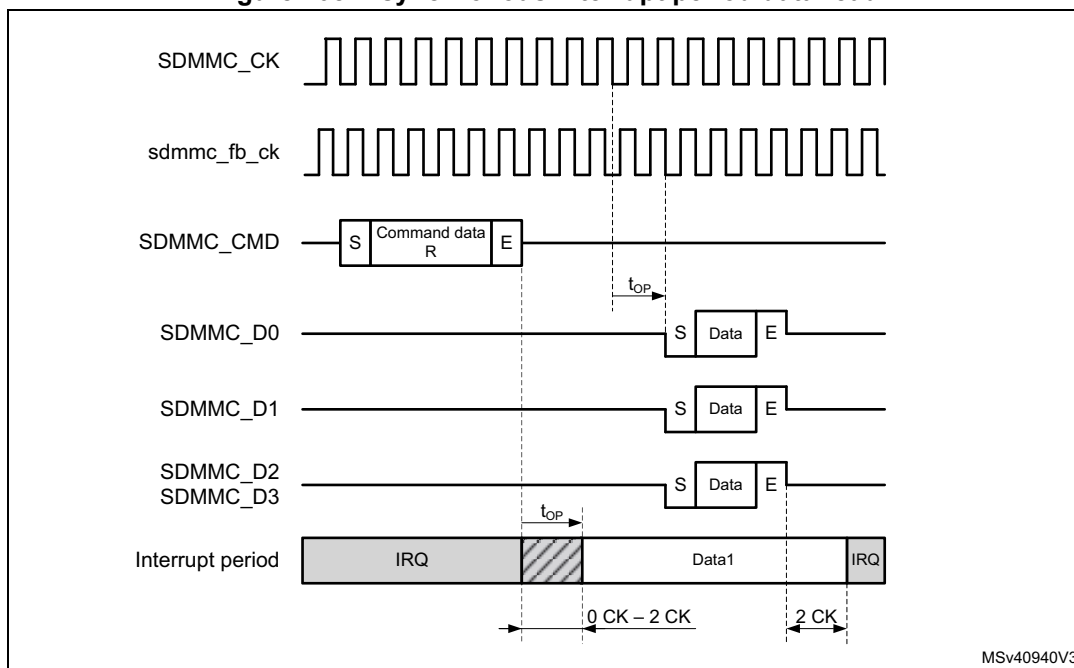 SDMMC_CK
sdmmc_fb_ck
SDMMC_CMD
S
Command data
R
E
tOP
SDMMC_D0
S
Data
E
SDMMC_D1
S
Data
E
SDMMC_D2
SDMMC_D3
S
Data
E
tOP
Interrupt period
IRQ
Data1
IRQ
0 CK – 2 CK
2 CK
MSv40940V3